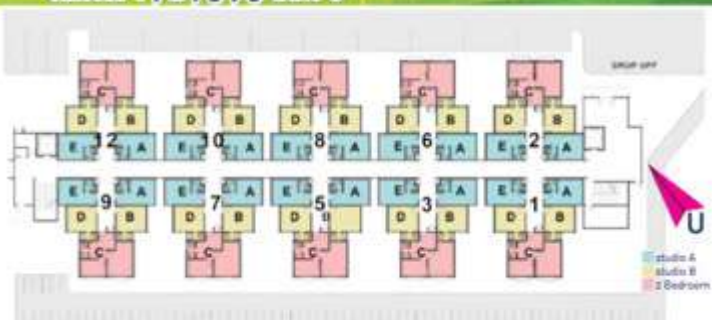 DROP OFF
C C C C C
D B D B D B D B D B
12 10 8 6 2
E A E A E A E A E A
E A E A E A E A E A
9 7 5 3 1
D B D B D D B D B
C C C C C
U
studio A
studio B
2 Bedroom